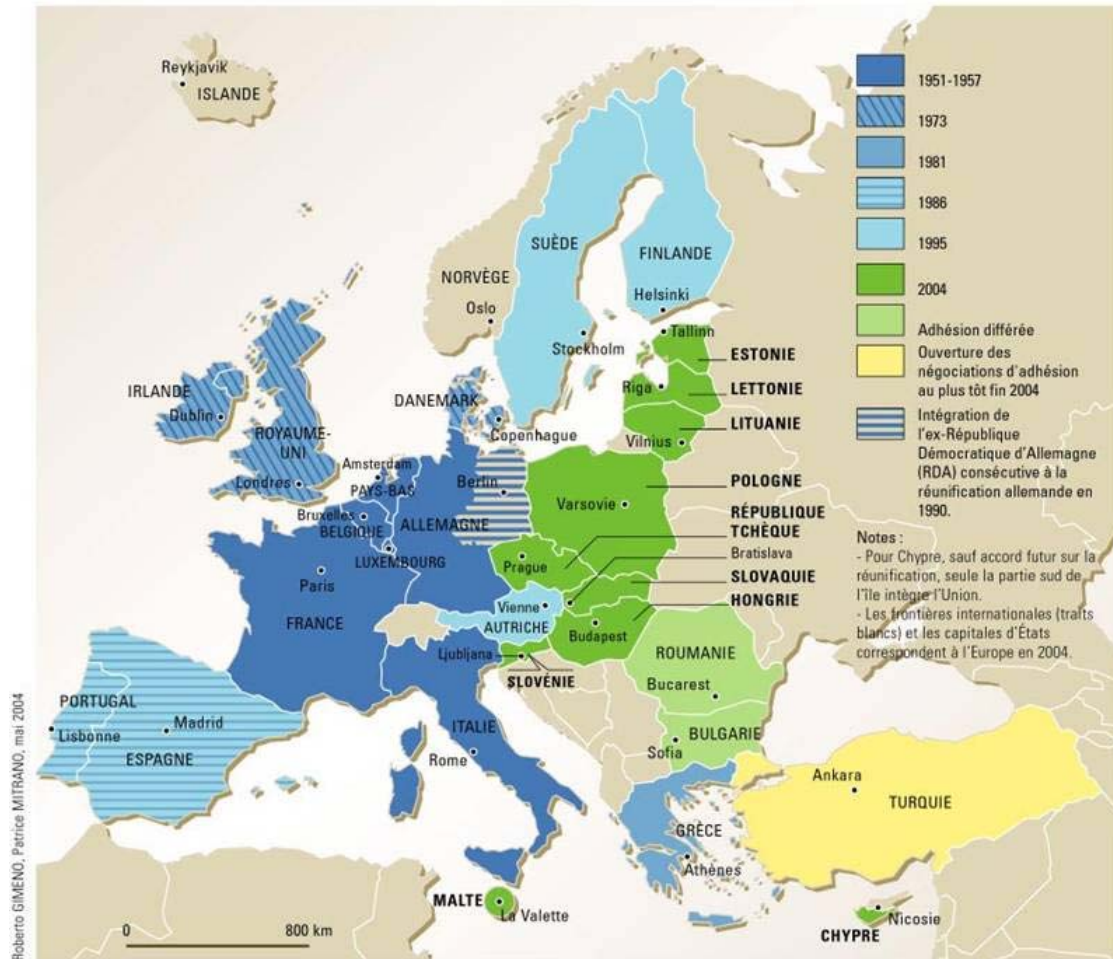 Reykjavik
ISLANDE
SUÈDE
FINLANDE
NORVÈGE
Oslo
Helsinki
Stockholm
Tallinn
ESTONIE
Riga
LETTONIE
IRLANDE
Dublin
DANEMARK
Copenhague
LITUANIE
Vilnius
ROYAUME-
UNI
Londres
Amsterdam
PAYS-BAS
Berlin
POLOGNE
Varsovie
Bruxelles
BELGIQUE
ALLEMAGNE
RÉPUBLIQUE
TCHÈQUE
LUXEMBOURG
Prague
Bratislava
Paris
SLOVAQUIE
Vienne
HONGRIE
FRANCE
AUTRICHE
Budapest
Ljubljana
SLOVÉNIE
ROUMANIE
Bucarest
PORTUGAL
Lisbonne
Madrid
ESPAGNE
ITALIE
Rome
BULGARIE
Sofia
Ankara
TURQUIE
GRÈCE
Athènes
MALTE
La Valette
Nicosie
CHYPRE
0 800 km
1951-1957
1973
1981
1986
1995
2004
Adhésion différée
Ouverture des
négociations d'adhésion
au plus tôt fin 2004
Intégration de
l'ex-République
Démocratique d'Allemagne
(RDA) consécutive à la
réunification allemande en
1990.
Notes :
- Pour Chypre, sauf accord futur sur la
réunification, seule la partie sud de
l'île intègre l'Union.
- Les frontières internationales (traits
blancs) et les capitales d'États
correspondent à l'Europe en 2004.
Roberto GIMENO, Patrice MITRANO, mai 2004